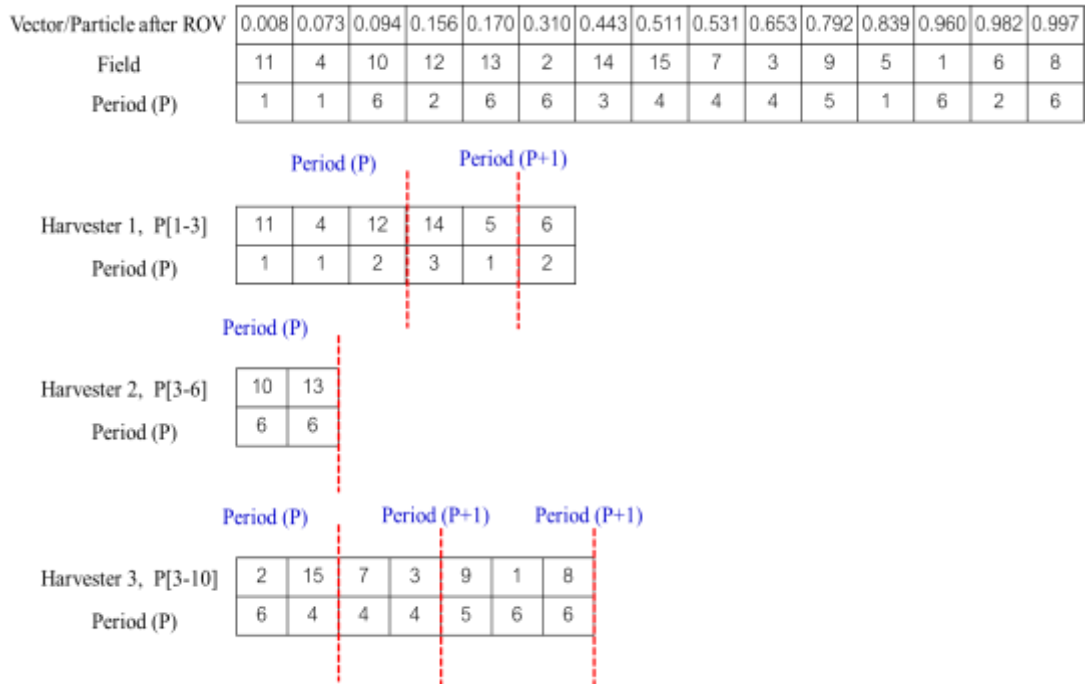 Vector/Particle after ROV 0.008 0.073 0.094 0.156 0.170 0.310 0.443 0.511 0.531 0.653 0.792 0.839 0.960 0.982 0.997
Field 11 4 10 12 13 2 14 15 7 3 9 5 1 6 8
Period (P) 1 1 6 2 6 6 3 4 4 4 5 1 6 2 6
Period (P) Period (P+1)
Harvester 1, P[1-3] 11 4 12 14 5 6
Period (P) 1 1 2 3 1 2
Period (P)
Harvester 2, P[3-6] 10 13
Period (P) 6 6
Period (P) Period (P+1) Period (P+1)
Harvester 3, P[3-10] 2 15 7 3 9 1 8
Period (P) 6 4 4 4 5 6 6